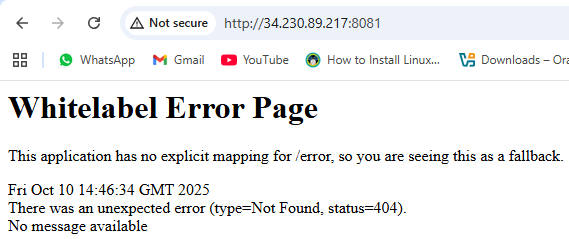 Not secure http://34.230.89.217:8081
WhatsApp Gmail YouTube How to Install Linux... Downloads – Ora
Whitelabel Error Page
This application has no explicit mapping for /error, so you are seeing this as a fallback.
Fri Oct 10 14:46:34 GMT 2025
There was an unexpected error (type=Not Found, status=404).
No message available